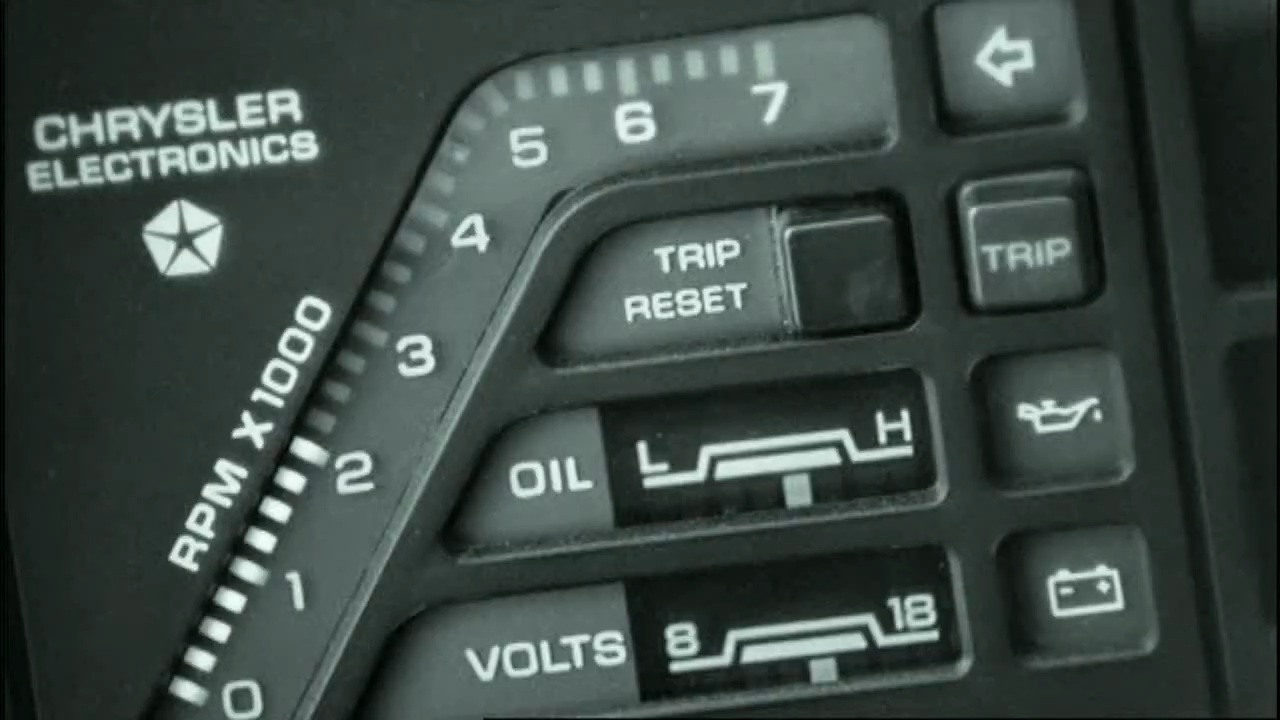 CHRYSLER
ELECTRONICS
RPM X1000
7
6
5
4
3
2
1
0
TRIP
RESET
TRIP
OIL
L
H
VOLTS
8
18